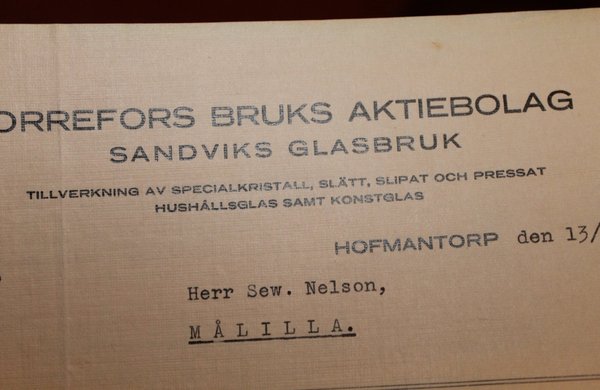 ORREFORS BRUKS AKTIEBOLAG
SANDVIKS GLASBRUK
TILLVERKNING AV SPECIALKRISTALL, SLÄTT, SLIPAT OCH PRESSAT
HUSHÅLLSGLAS SAMT KONSTGLAS
HOFMANTORP den 13/
Herr Sew. Nelson,
MÅLILLA.